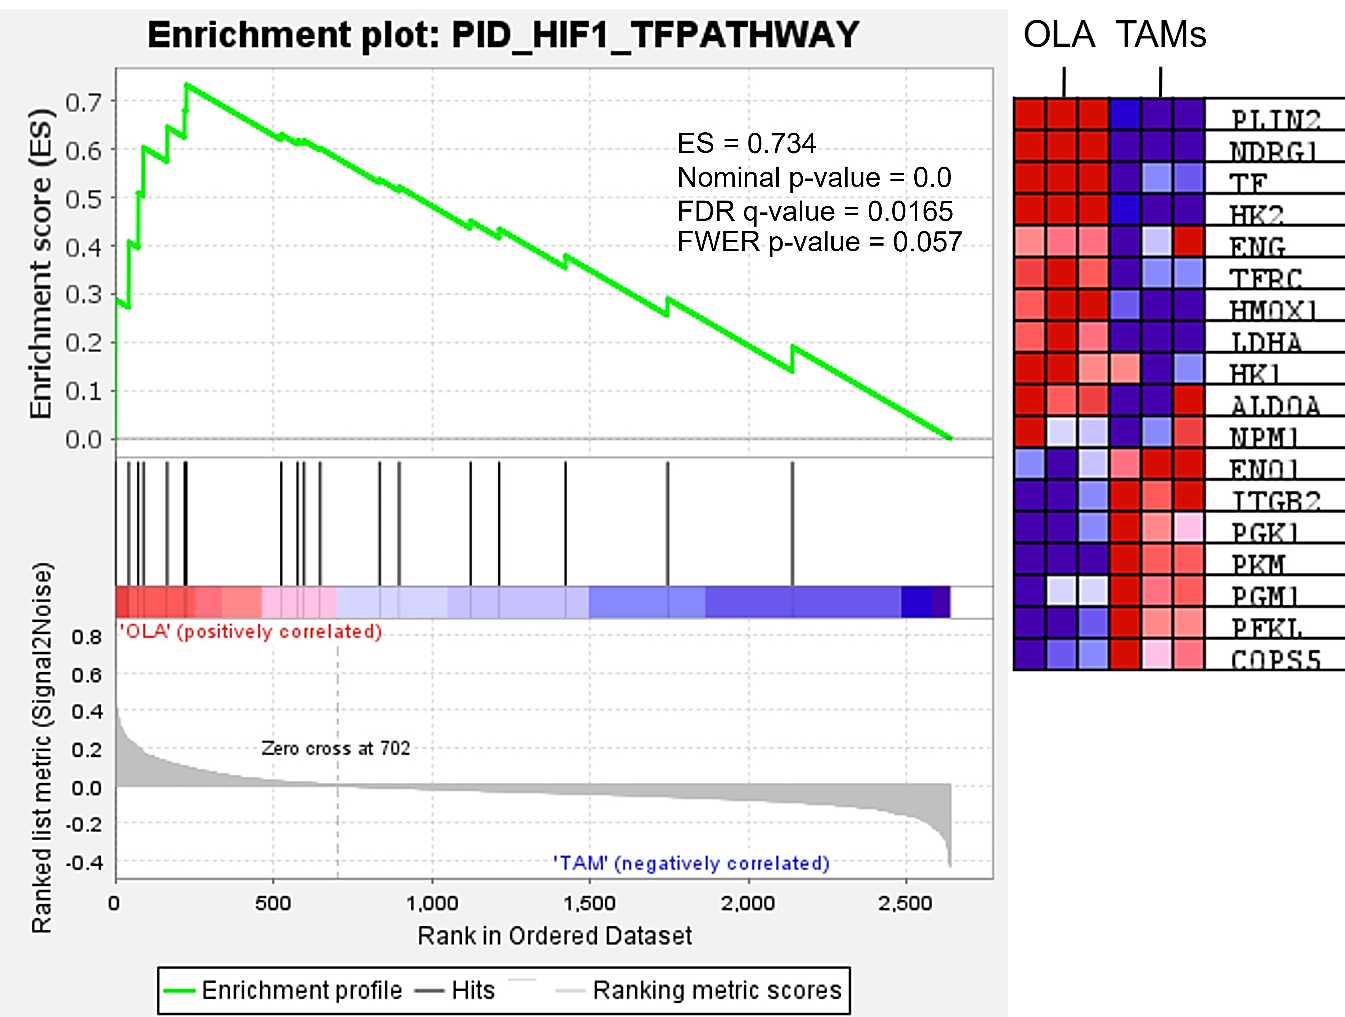 Enrichment plot: PID_HIF1_TFPATHWAY
Enrichment score (ES)
0.7
0.6
0.5
0.4
0.3
0.2
0.1
0.0
ES = 0.734
Nominal p-value = 0.0
FDR q-value = 0.0165
FWER p-value = 0.057
'OLA' (positively correlated)
Ranked list metric (Signal2Noise)
0.8
0.6
0.4
0.2
0.0
-0.2
-0.4
Zero cross at 702
'TAM' (negatively correlated)
0 500 1,000 1,500 2,000 2,500
Rank in Ordered Dataset
Enrichment profile Hits Ranking metric scores
OLA TAMs
PLIN2
NDRG1
TF
HK2
ENG
TFRC
HMOX1
LDHA
HK1
ALDOA
NPM1
ENO1
ITGB2
PGK1
PKM
PGM1
PFKL
COPS5